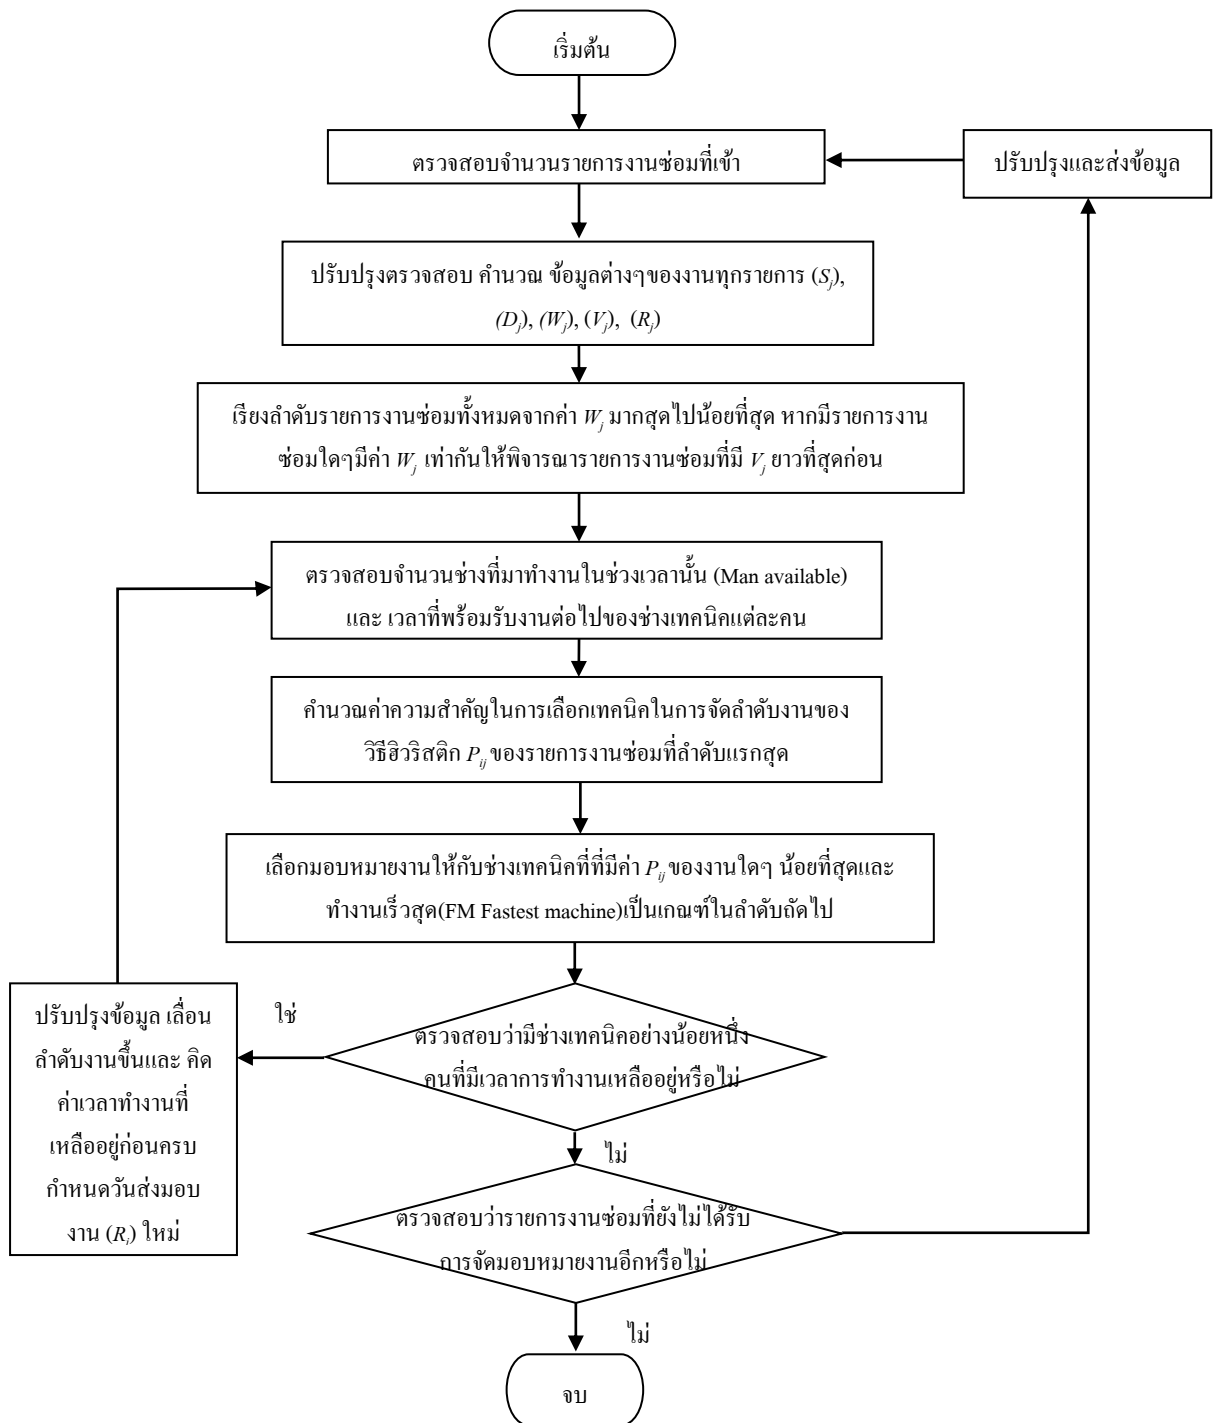 เริ่มต้น
ตรวจสอบจำนวนรายการงานซ่อมที่เข้า
ปรับปรุงและส่งข้อมูล
ปรับปรุงตรวจสอบ คำนวณ ข้อมูลต่างๆของงานทุกรายการ (Sj),
(Dj), (Wj), (Vj), (Rj)
เรียงลำดับรายการงานซ่อมทั้งหมดจากค่า Wj มากสุดไปน้อยที่สุด หากมีรายการงาน
ซ่อมใดๆมีค่า Wj เท่ากันให้พิจารณารายการงานซ่อมที่มี Vj ยาวที่สุดก่อน
ตรวจสอบจำนวนช่างที่มาทำงานในช่วงเวลานั้น (Man available)
และ เวลาที่พร้อมรับงานต่อไปของช่างเทคนิคแต่ละคน
คำนวณค่าความสำคัญในการเลือกเทคนิคในการจัดลำดับงานของ
วิธีฮิวริสติก Pij ของรายการงานซ่อมที่ลำดับแรกสุด
เลือกมอบหมายงานให้กับช่างเทคนิคที่ที่มีค่า Pij ของงานใดๆ น้อยที่สุดและ
ทำงานเร็วสุด(FM Fastest machine)เป็นเกณฑ์ในลำดับถัดไป
ตรวจสอบว่ามีช่างเทคนิคอย่างน้อยหนึ่ง
คนที่มีเวลาการทำงานเหลืออยู่หรือไม่
ใช่
ปรับปรุงข้อมูล เลื่อน
ลำดับงานขึ้นและ คิด
ค่าเวลาทำงานที่
เหลืออยู่ก่อนครบ
กำหนดวันส่งมอบ
งาน (Rj) ใหม่
ไม่
ตรวจสอบว่ารายการงานซ่อมที่ยังไม่ได้รับ
การจัดมอบหมายงานอีกหรือไม่
ไม่
จบ